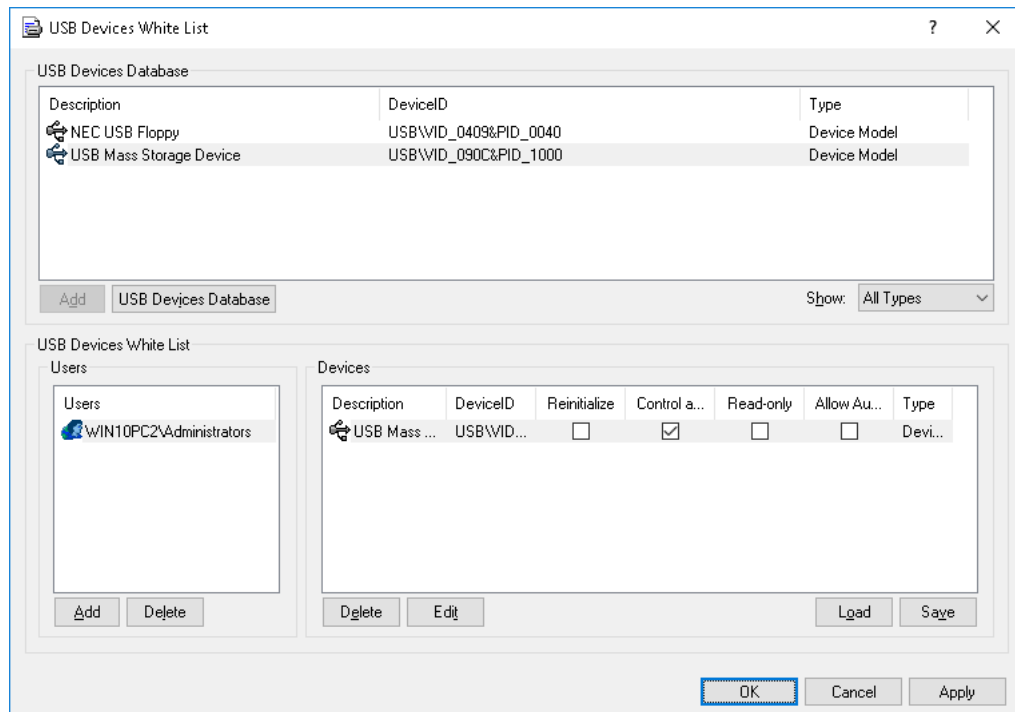 USB Devices White List
USB Devices Database
Description DeviceID Type
NEC USB Floppy USB\VID_0409&PID_0040 Device Model
USB Mass Storage Device USB\VID_090C&PID_1000 Device Model
Add USB Devices Database Show: All Types
USB Devices White List
Users Devices
Users Description DeviceID Reinitialize Control a... Read-only Allow Au... Type
WIN10PC2\Administrators USB Mass ... USB\VID... Devi...
Add Delete Delete Edit Load Save
OK Cancel Apply